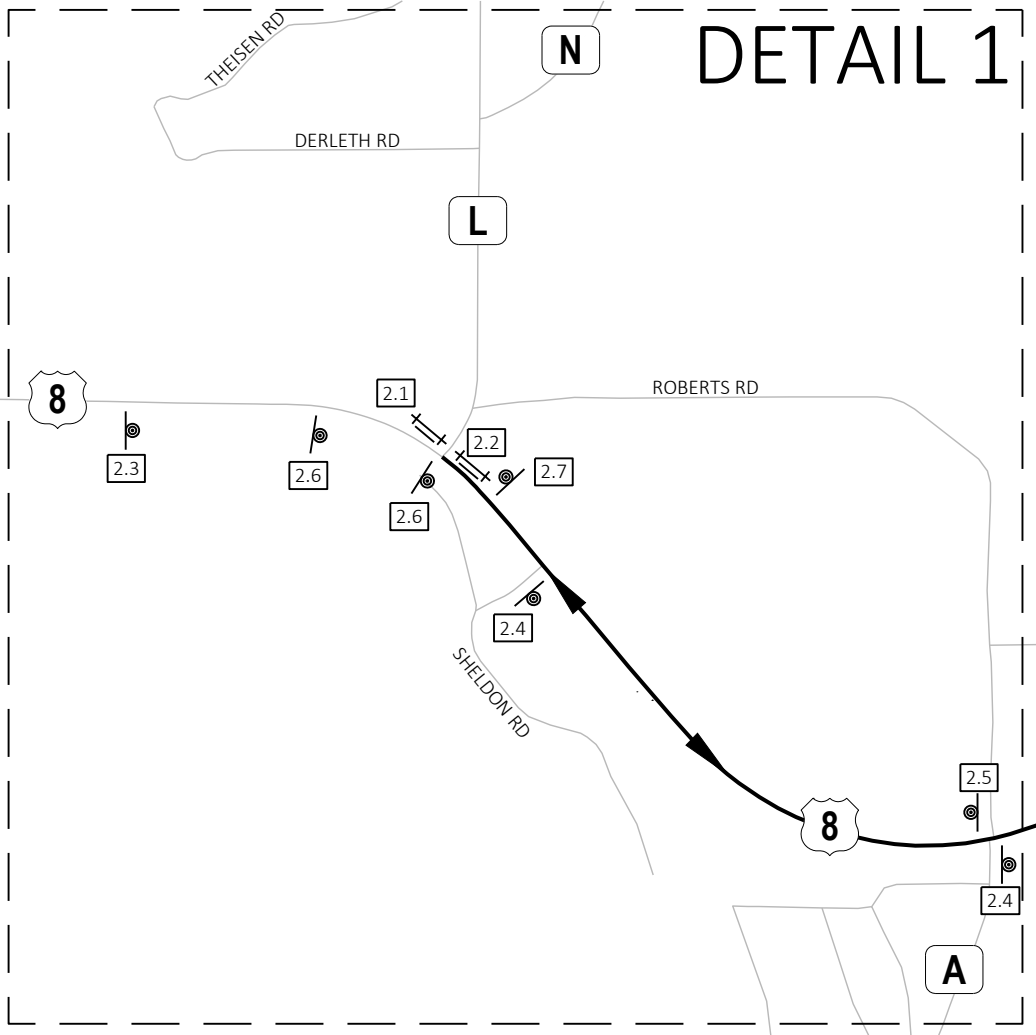 THEISEN RD
N
DETAIL 1
DERLETH RD
L
8
2.1
ROBERTS RD
2.2
2.3
2.6
2.7
2.6
2.4
SHELDON RD
2.5
8
2.4
A